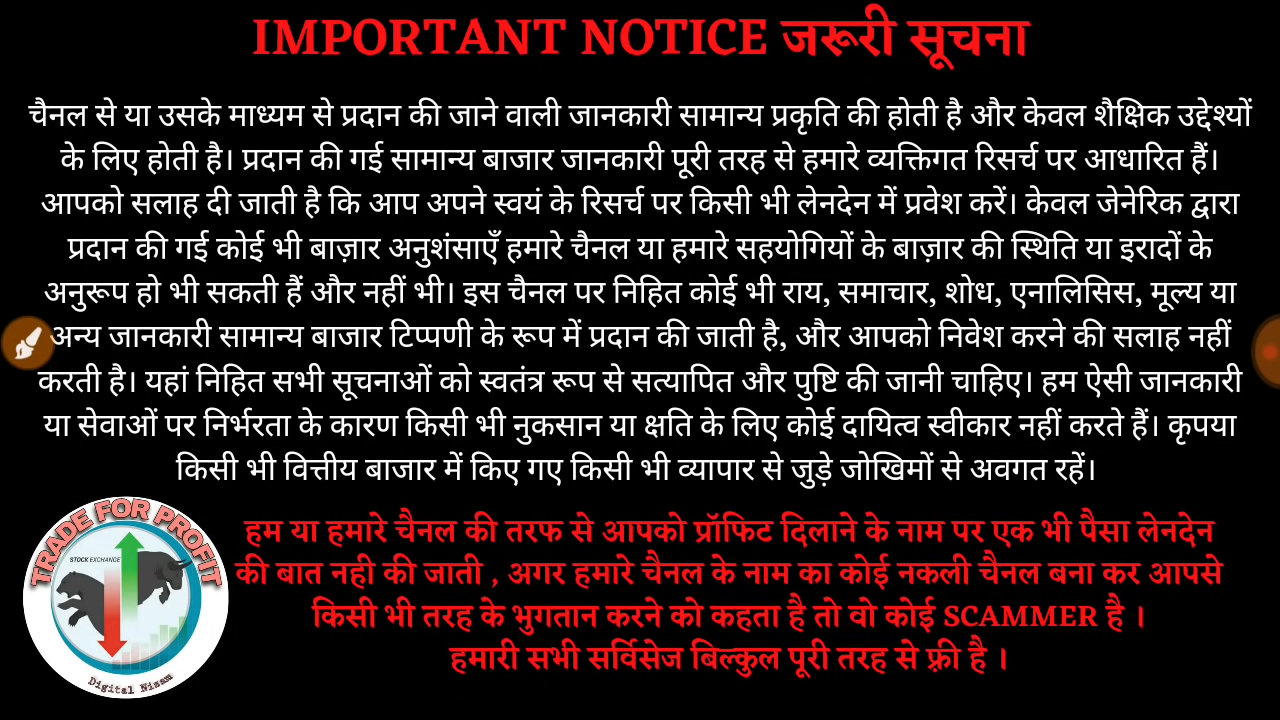 IMPORTANT NOTICE जरूरी सूचना
चैनल से या उसके माध्यम से प्रदान की जाने वाली जानकारी सामान्य प्रकृति की होती है और केवल शैक्षिक उद्देश्यों
के लिए होती है। प्रदान की गई सामान्य बाजार जानकारी पूरी तरह से हमारे व्यक्तिगत रिसर्च पर आधारित हैं।
आपको सलाह दी जाती है कि आप अपने स्वयं के रिसर्च पर किसी भी लेनदेन में प्रवेश करें। केवल जेनेरिक द्वारा
प्रदान की गई कोई भी बाज़ार अनुशंसाएँ हमारे चैनल या हमारे सहयोगियों के बाज़ार की स्थिति या इरादों के
अनुरूप हो भी सकती हैं और नहीं भी। इस चैनल पर निहित कोई भी राय, समाचार, शोध, एनालिसिस, मूल्य या
अन्य जानकारी सामान्य बाजार टिप्पणी के रूप में प्रदान की जाती है, और आपको निवेश करने की सलाह नहीं
करती है। यहां निहित सभी सूचनाओं को स्वतंत्र रूप से सत्यापित और पुष्टि की जानी चाहिए। हम ऐसी जानकारी
या सेवाओं पर निर्भरता के कारण किसी भी नुकसान या क्षति के लिए कोई दायित्व स्वीकार नहीं करते हैं। कृपया
किसी भी वित्तीय बाजार में किए गए किसी भी व्यापार से जुड़े जोखिमों से अवगत रहें।
TRADE FOR PROFIT
STOCK EXCHANGE
Digital Nizam
हम या हमारे चैनल की तरफ से आपको प्रॉफिट दिलाने के नाम पर एक भी पैसा लेनदेन
की बात नही की जाती , अगर हमारे चैनल के नाम का कोई नकली चैनल बना कर आपसे
किसी भी तरह के भुगतान करने को कहता है तो वो कोई SCAMMER है ।
हमारी सभी सर्विसेज बिल्कुल पूरी तरह से फ़्री है ।